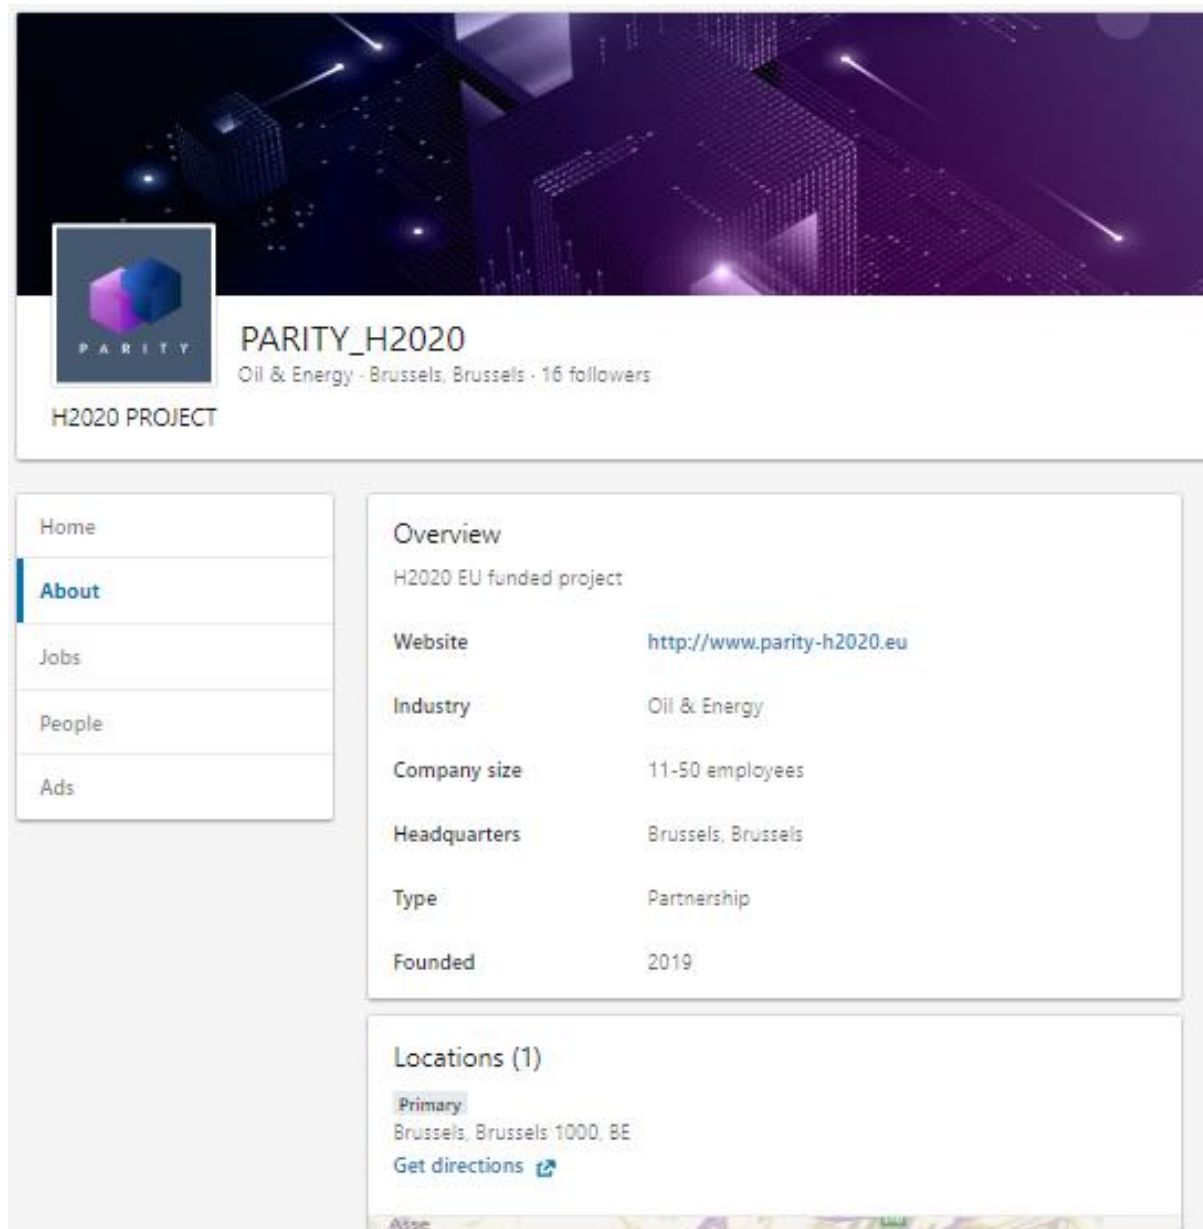 PARITY
PARITY_H2020
Oil & Energy · Brussels, Brussels · 16 followers
H2020 PROJECT
Home
About
Jobs
People
Ads
Overview
H2020 EU funded project
Website http://www.parity-h2020.eu
Industry Oil & Energy
Company size 11-50 employees
Headquarters Brussels, Brussels
Type Partnership
Founded 2019
Locations (1)
Primary
Brussels, Brussels 1000, BE
Get directions
Asse